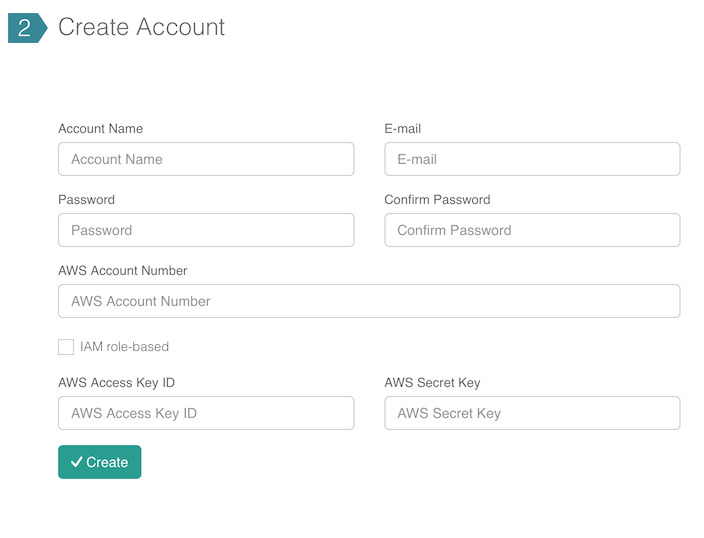 2 Create Account
Account Name E-mail
Account Name E-mail
Password Confirm Password
Password Confirm Password
AWS Account Number
AWS Account Number
IAM role-based
AWS Access Key ID AWS Secret Key
AWS Access Key ID AWS Secret Key
Create